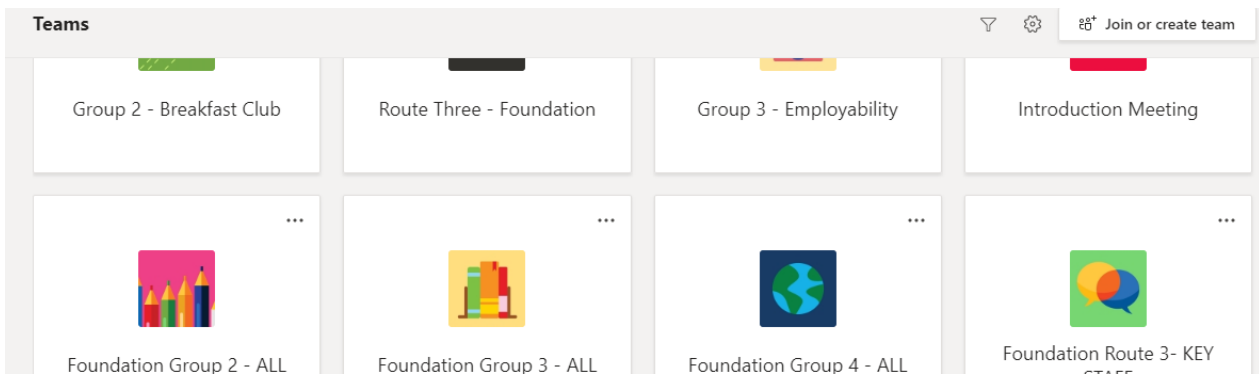 Teams
Join or create team
Group 2 - Breakfast Club
Route Three - Foundation
Group 3 - Employability
Introduction Meeting
Foundation Group 2 - ALL
Foundation Group 3 - ALL
Foundation Group 4 - ALL
Foundation Route 3- KEY
STAFF